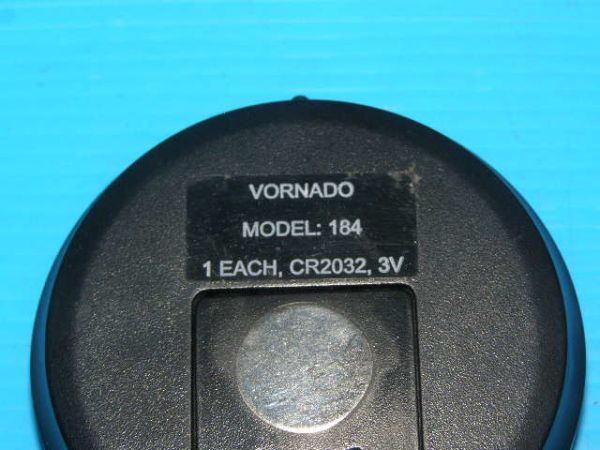 VORNADO
MODEL: 184
1 EACH, CR2032, 3V